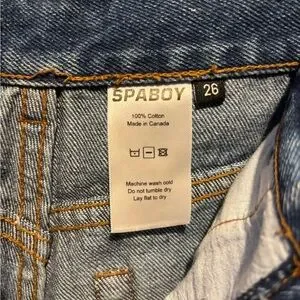 SPABOY
26
100% Cotton
Made in Canada
Machine wash cold
Do not tumble dry
Lay flat to dry